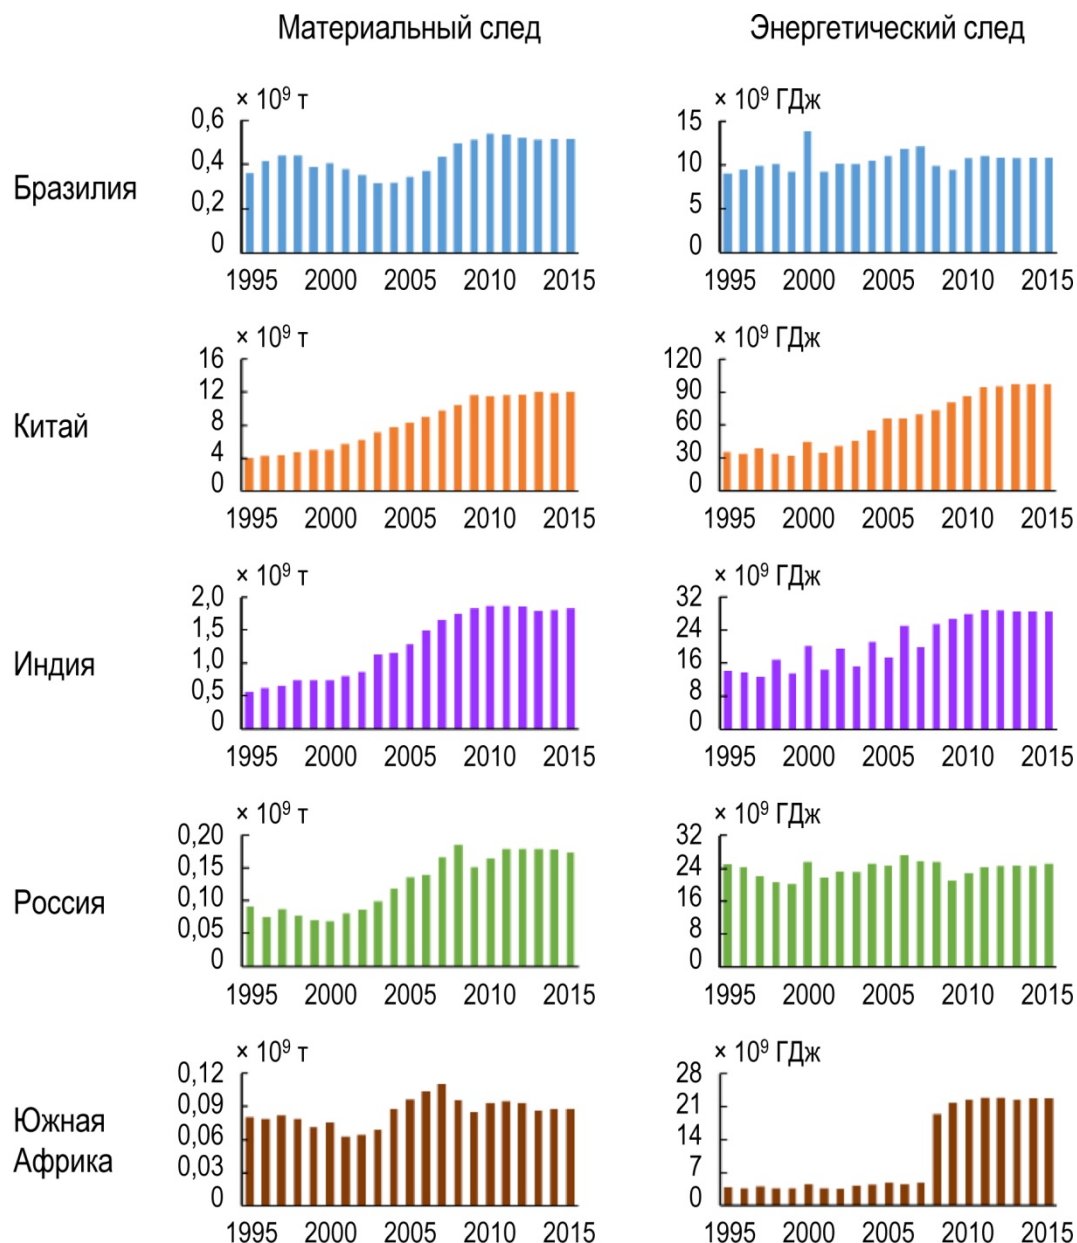 Материальный след
Энергетический след
Бразилия
× 10⁹ т
0,6
0,4
0,2
0
1995 2000 2005 2010 2015
× 10⁹ ГДж
15
10
5
0
1995 2000 2005 2010 2015
Китай
× 10⁹ т
16
12
8
4
0
1995 2000 2005 2010 2015
× 10⁹ ГДж
120
90
60
30
0
1995 2000 2005 2010 2015
Индия
× 10⁹ т
2,0
1,5
1,0
0,5
0
1995 2000 2005 2010 2015
× 10⁹ ГДж
32
24
16
8
0
1995 2000 2005 2010 2015
Россия
× 10⁹ т
0,20
0,15
0,10
0,05
0
1995 2000 2005 2010 2015
× 10⁹ ГДж
32
24
16
8
0
1995 2000 2005 2010 2015
Южная
Африка
× 10⁹ т
0,12
0,09
0,06
0,03
0
1995 2000 2005 2010 2015
× 10⁹ ГДж
28
21
14
7
0
1995 2000 2005 2010 2015